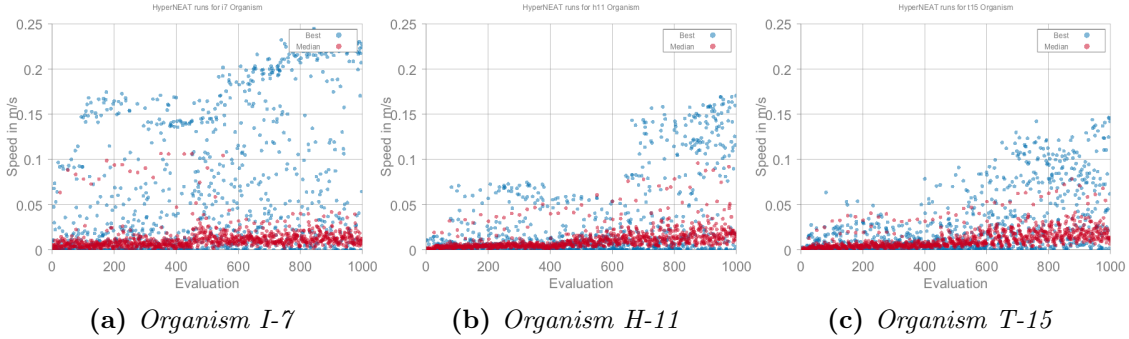 HyperNEAT runs for i7 Organism
Best
Median
Speed in m/s
0.25
0.2
0.15
0.1
0.05
0
0 200 400 600 800 1000
Evaluation
(a) Organism I-7
HyperNEAT runs for h11 Organism
Best
Median
Speed in m/s
0.25
0.2
0.15
0.1
0.05
0
0 200 400 600 800 1000
Evaluation
(b) Organism H-11
HyperNEAT runs for t15 Organism
Best
Median
Speed in m/s
0.25
0.2
0.15
0.1
0.05
0
0 200 400 600 800 1000
Evaluation
(c) Organism T-15